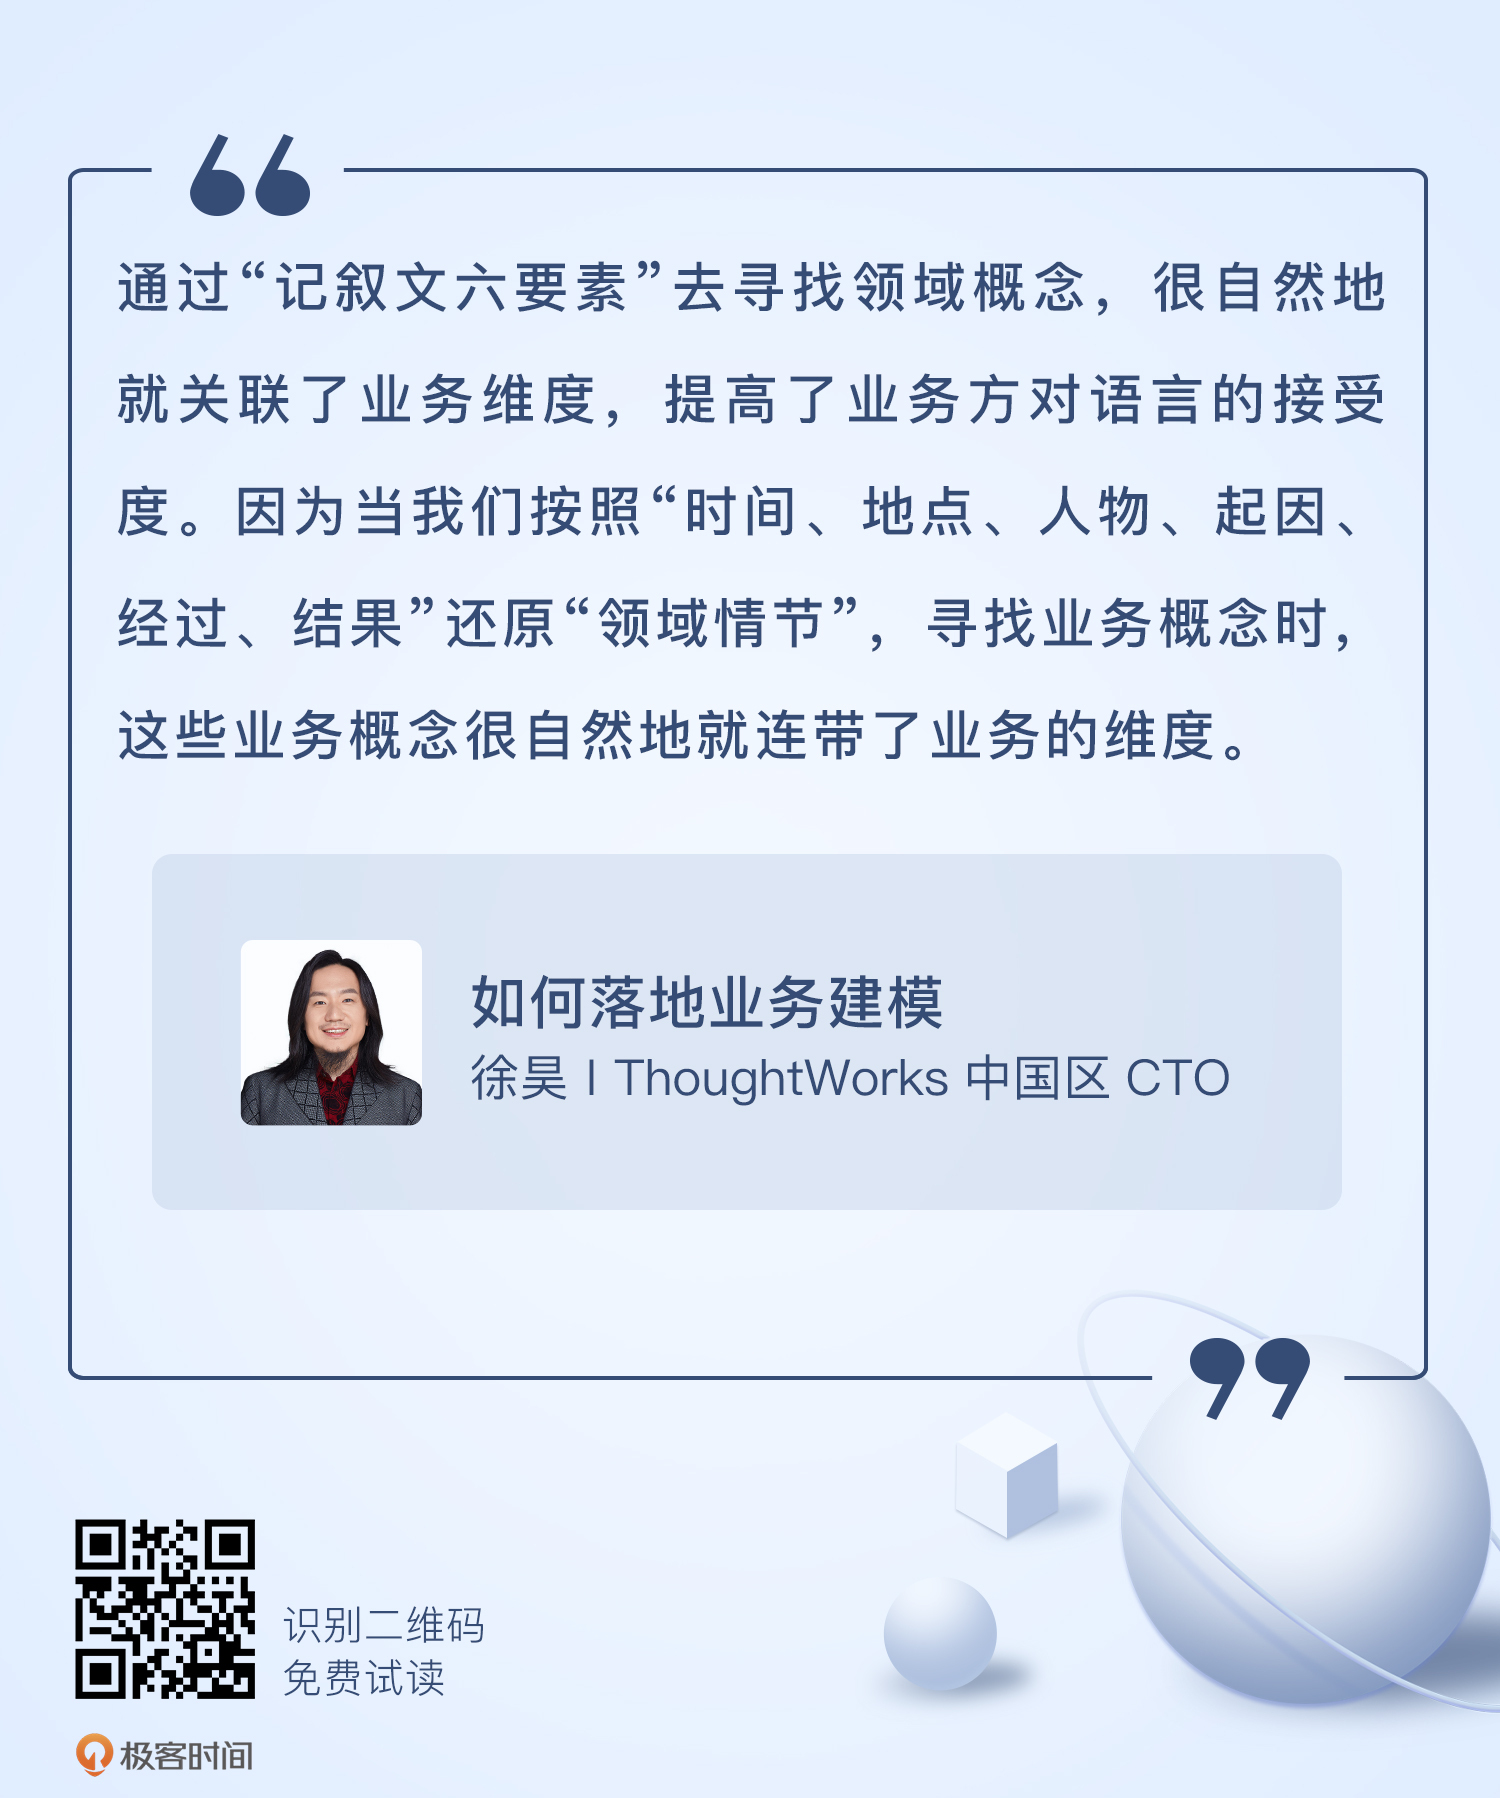 通过“记叙文六要素”去寻找领域概念，很自然地
就关联了业务维度，提高了业务方对语言的接受
度。因为当我们按照“时间、地点、人物、起因、
经过、结果”还原“领域情节”，寻找业务概念时，
这些业务概念很自然地就连带了业务的维度。
如何落地业务建模
徐昊 | ThoughtWorks 中国区 CTO
识别二维码
免费试读
极客时间